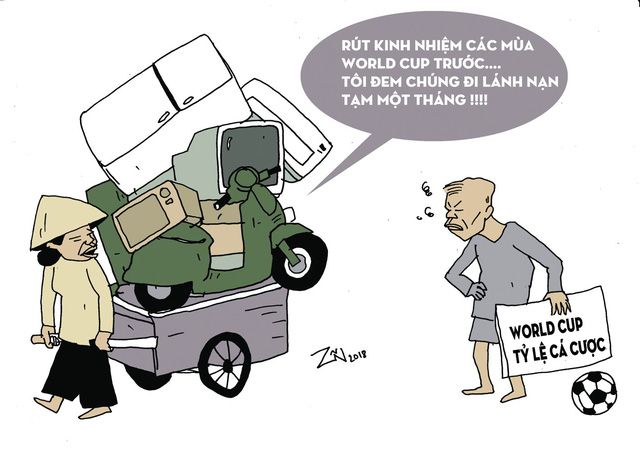 RÚT KINH NHIỆM CÁC MÙA
WORLD CUP TRƯỚC....
TÔI ĐEM CHÚNG ĐI LÁNH NẠN
TẠM MỘT THÁNG !!!!
WORLD CUP
TỶ LỆ CÁ CƯỢC
2018